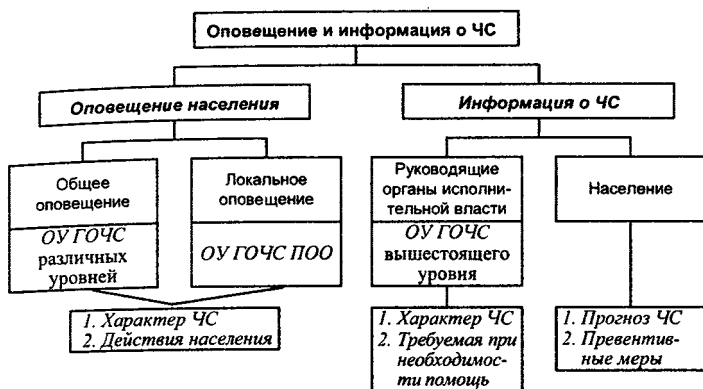 Оповещение и информация о ЧС
Оповещение населения
Информация о ЧС
Общее
оповещение
ОУ ГОЧС
различных
уровней
Локальное
оповещение
ОУ ГОЧС ПОО
Руководящие
органы исполни-
тельной власти
ОУ ГОЧС
вышестоящего
уровня
Население
1. Характер ЧС
2. Действия населения
1. Характер ЧС
2. Требуемая при
необходимос-
ти помощь
1. Прогноз ЧС
2. Превентив-
ные меры